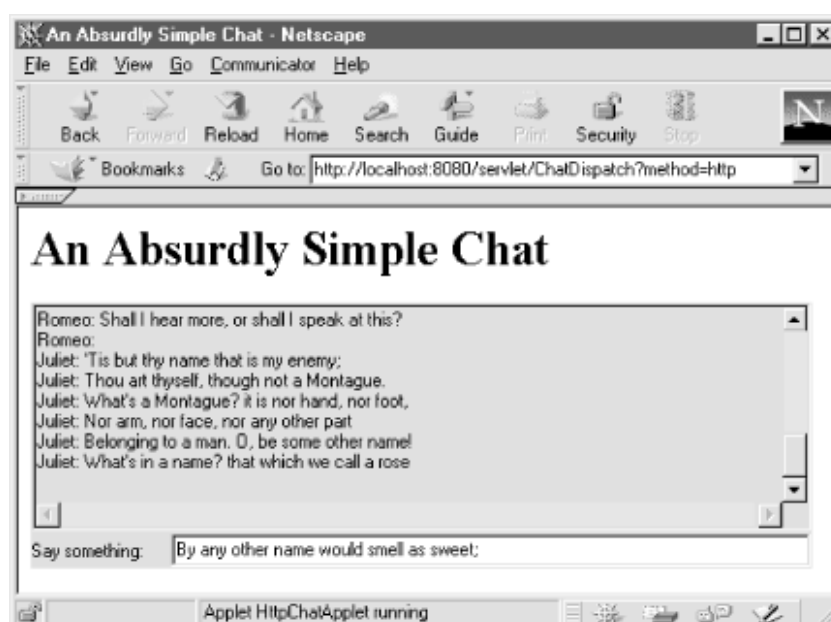 An Absurdly Simple Chat - Netscape
File Edit View Go Communicator Help
Back Forward Reload Home Search Guide Print Security Stop
N
Bookmarks Go to: http://localhost:8080/servlet/ChatDispatch?method=http
An Absurdly Simple Chat
Romeo: Shall I hear more, or shall I speak at this?
Romeo:
Juliet: 'Tis but thy name that is my enemy;
Juliet: Thou art thyself, though not a Montague.
Juliet: What's a Montague? it is nor hand, nor foot,
Juliet: Nor arm, nor face, nor any other part
Juliet: Belonging to a man. O, be some other name!
Juliet: What's in a name? that which we call a rose
Say something: By any other name would smell as sweet;
Applet HttpChatApplet running